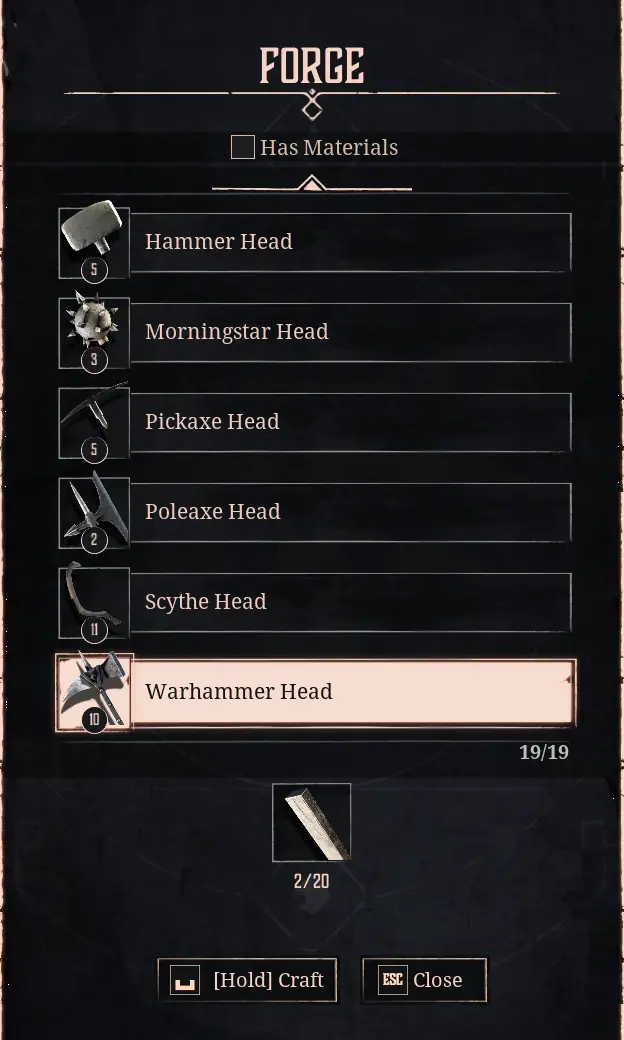 FORGE
Has Materials
Hammer Head
5
Morningstar Head
3
Pickaxe Head
5
Poleaxe Head
2
Scythe Head
11
Warhammer Head
10
19/19
2/20
[Hold] Craft
ESC Close